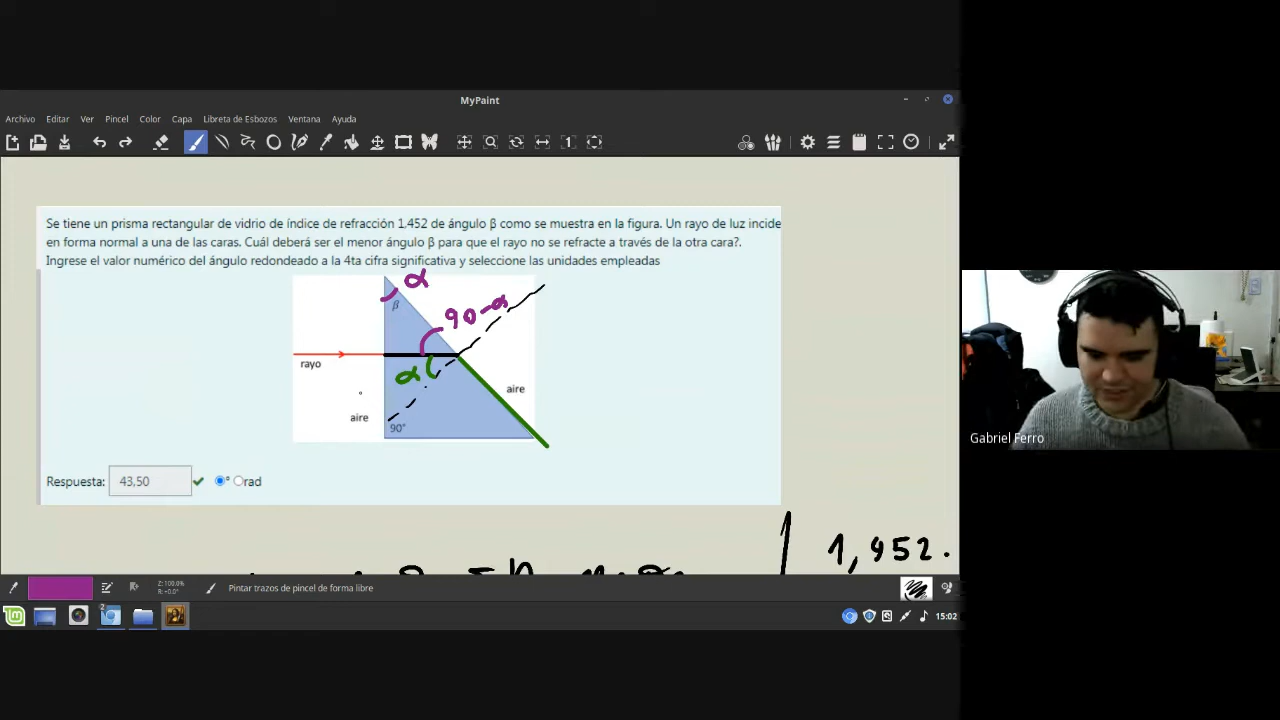 MyPaint
Archivo Editar Ver Pincel Color Capa Libreta de Esbozos Ventana Ayuda
Se tiene un prisma rectangular de vidrio de índice de refracción 1.452 de ángulo β como se muestra en la figura. Un rayo de luz incide
en forma normal a una de las caras. Cuál deberá ser el menor ángulo β para que el rayo no se refracte a través de la otra cara?.
Ingrese el valor numérico del ángulo redondeado a la 4ta cifra significativa y seleccione las unidades empleadas
α
β
90-α
rayo
α
aire
aire
90°
Gabriel Ferro
Respuesta: 43,50 ° rad
1,452.
Z:100.0%
R:+0.0°
Pintar trazos de pincel de forma libre
15:02